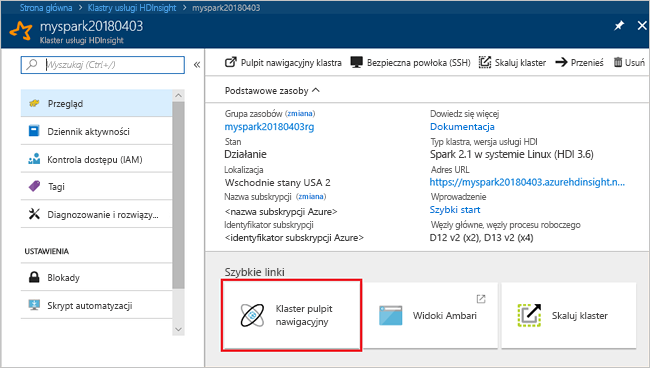 Strona główna > Klastry usługi HDInsight > myspark20180403
myspark20180403
Klaster usługi HDInsight
Wyszukaj (Ctrl+/)
Przegląd
Dziennik aktywności
Kontrola dostępu (IAM)
Tagi
Diagnozowanie i rozwiązy...
USTAWIENIA
Blokady
Skrypt automatyzacji
Pulpit nawigacyjny klastra
Bezpieczna powłoka (SSH)
Skaluj klaster
Przenieś
Usuń
Podstawowe zasoby
Grupa zasobów (zmiana)
myspark20180403rg
Stan
Działanie
Lokalizacja
Wschodnie stany USA 2
Nazwa subskrypcji (zmiana)
<nazwa subskrypcji Azure>
Identyfikator subskrypcji
<identyfikator subskrypcji Azure>
Dowiedz się więcej
Dokumentacja
Typ klastra, wersja usługi HDI
Spark 2.1 w systemie Linux (HDI 3.6)
Adres URL
https://myspark20180403.azurehdinsight.n...
Wprowadzenie
Szybki start
Węzły główne, węzły procesu roboczego
D12 v2 (x2), D13 v2 (x4)
Szybkie linki
Klaster pulpit
nawigacyjny
Widoki Ambari
Skaluj klaster